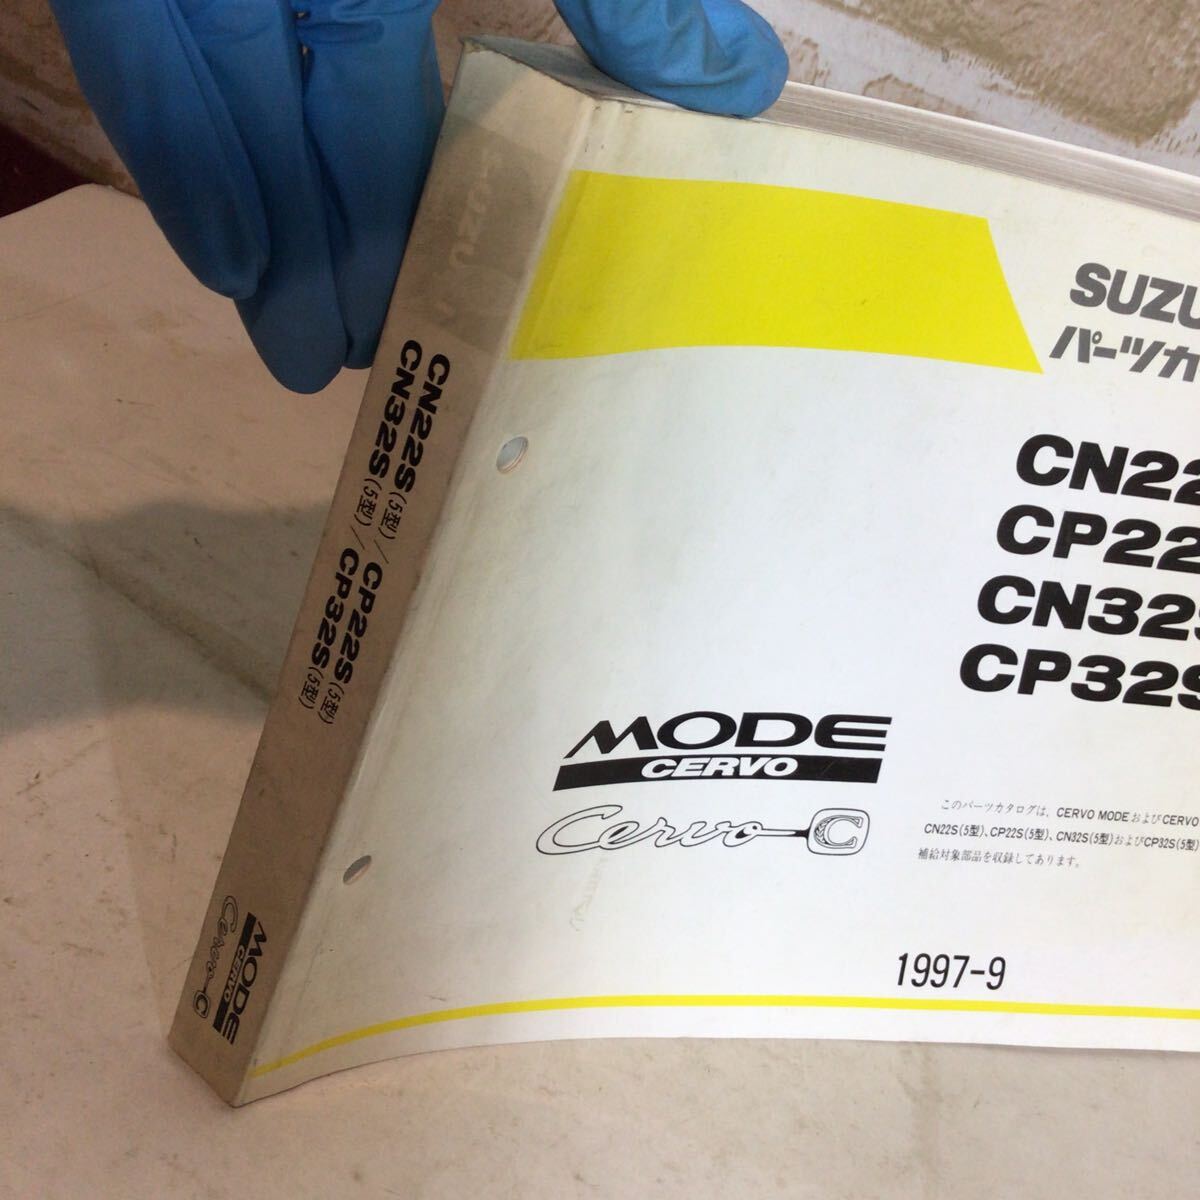 CN22S(5型)/CP22S(5型)
CN32S(5型)/CP32S(5型)
MODE
CERVO
Cervo C
SUZU
パーツカ
CN22
CP22
CN32S
CP32S
MODE
CERVO
Cervo C
このパーツカタログは、CERVO MODEおよびCERVO
CN22S(5型)、CP22S(5型)、CN32S(5型)およびCP32S(5型)
補給対象部品を収録してあります。
1997-9